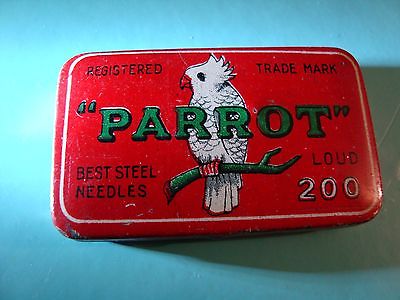 REGISTERED TRADE MARK
"PARROT"
BEST STEEL LOUD
NEEDLES 200